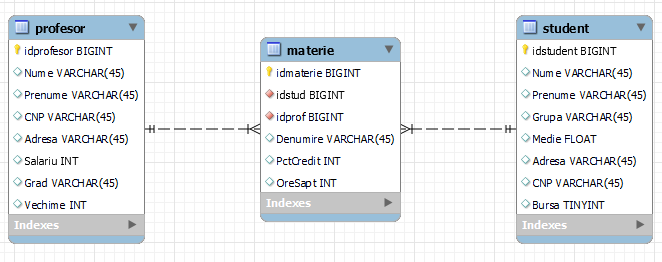 profesor
idprofesor BIGINT
Nume VARCHAR(45)
Prenume VARCHAR(45)
CNP VARCHAR(45)
Adresa VARCHAR(45)
Salariu INT
Grad VARCHAR(45)
Vechime INT
Indexes
materie
idmaterie BIGINT
idstud BIGINT
idprof BIGINT
Denumire VARCHAR(45)
PctCredit INT
OreSapt INT
Indexes
student
idstudent BIGINT
Nume VARCHAR(45)
Prenume VARCHAR(45)
Grupa VARCHAR(45)
Medie FLOAT
Adresa VARCHAR(45)
CNP VARCHAR(45)
Bursa TINYINT
Indexes